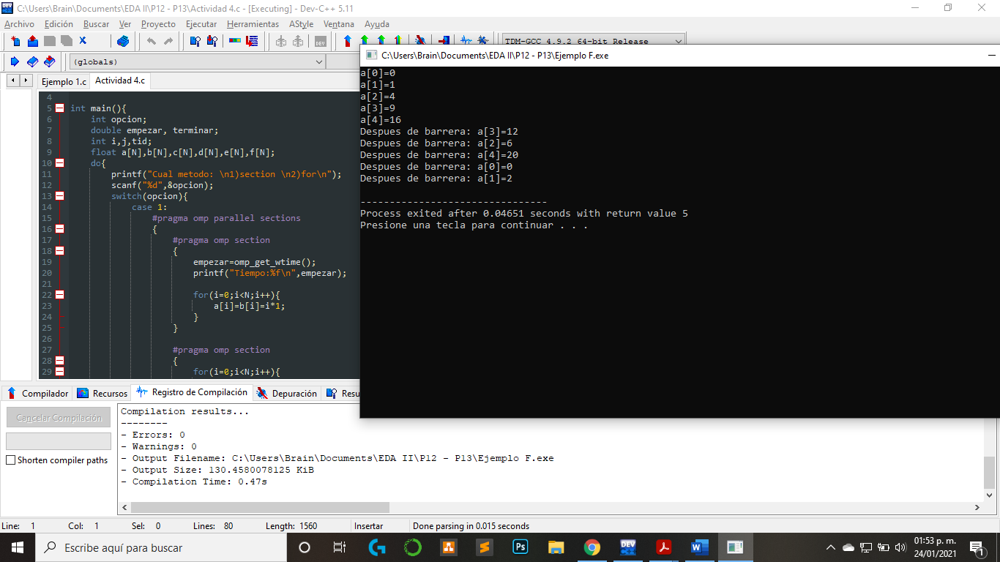 C:\Users\Brain\Documents\EDA II\P12 - P13\Actividad 4.c - [Executing] - Dev-C++ 5.11
Archivo Edición Buscar Ver Proyecto Ejecutar Herramientas AStyle Ventana Ayuda
TDM-GCC 4.9.2 64-bit Release
(globals)
Ejemplo 1.c Actividad 4.c
4
5 int main(){
6 int opcion;
7 double empezar, terminar;
8 int i,j,tid;
9 float a[N],b[N],c[N],d[N],e[N],f[N];
10 do{
11 printf("Cual metodo: \n1)section \n2)for\n");
12 scanf("%d",&opcion);
13 switch(opcion){
14 case 1:
15 #pragma omp parallel sections
16 {
17 #pragma omp section
18 {
19 empezar=omp_get_wtime();
20 printf("Tiempo:%f\n",empezar);
21
22 for(i=0;i<N;i++){
23 a[i]=b[i]=i*1;
24 }
25 }
26
27 #pragma omp section
28 {
29 for(i=0;i<N;i++){
C:\Users\Brain\Documents\EDA II\P12 - P13\Ejemplo F.exe
a[0]=0
a[1]=1
a[2]=4
a[3]=9
a[4]=16
Despues de barrera: a[3]=12
Despues de barrera: a[2]=6
Despues de barrera: a[4]=20
Despues de barrera: a[0]=0
Despues de barrera: a[1]=2
--------------------------------
Process exited after 0.04651 seconds with return value 5
Presione una tecla para continuar . . .
Compilador Recursos Registro de Compilación Depuración Resu
Cancelar Compilación
Shorten compiler paths
Compilation results...
--------
- Errors: 0
- Warnings: 0
- Output Filename: C:\Users\Brain\Documents\EDA II\P12 - P13\Ejemplo F.exe
- Output Size: 130.4580078125 KiB
- Compilation Time: 0.47s
Line: 1 Col: 1 Sel: 0 Lines: 80 Length: 1560 Insertar Done parsing in 0.015 seconds
Escribe aquí para buscar
01:53 p. m.
24/01/2021